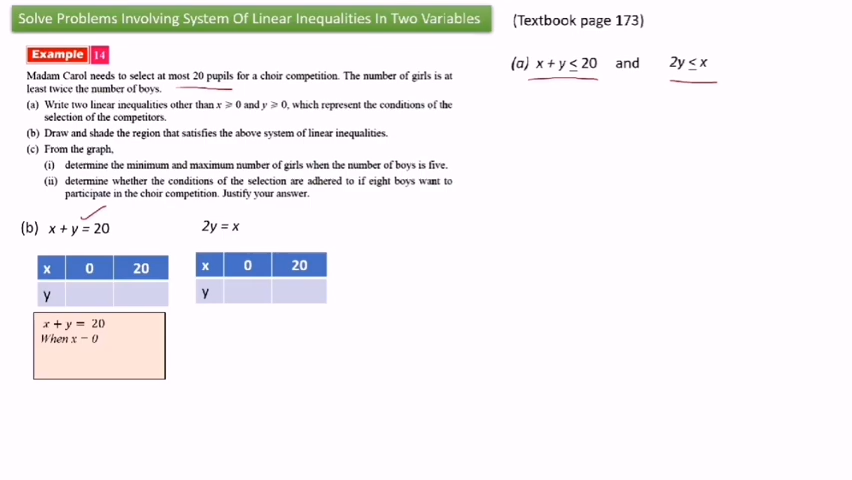 Solve Problems Involving System Of Linear Inequalities In Two Variables
(Textbook page 173)
Example 14
Madam Carol needs to select at most 20 pupils for a choir competition. The number of girls is at
least twice the number of boys.
(a) Write two linear inequalities other than x ⩾ 0 and y ⩾ 0, which represent the conditions of the
selection of the competitors.
(b) Draw and shade the region that satisfies the above system of linear inequalities.
(c) From the graph,
(i) determine the minimum and maximum number of girls when the number of boys is five.
(ii) determine whether the conditions of the selection are adhered to if eight boys want to
participate in the choir competition. Justify your answer.
(a) x + y ≤ 20 and 2y ≤ x
(b) x + y = 20
2y = x
x 0 20
y
x 0 20
y
x + y = 20
When x = 0